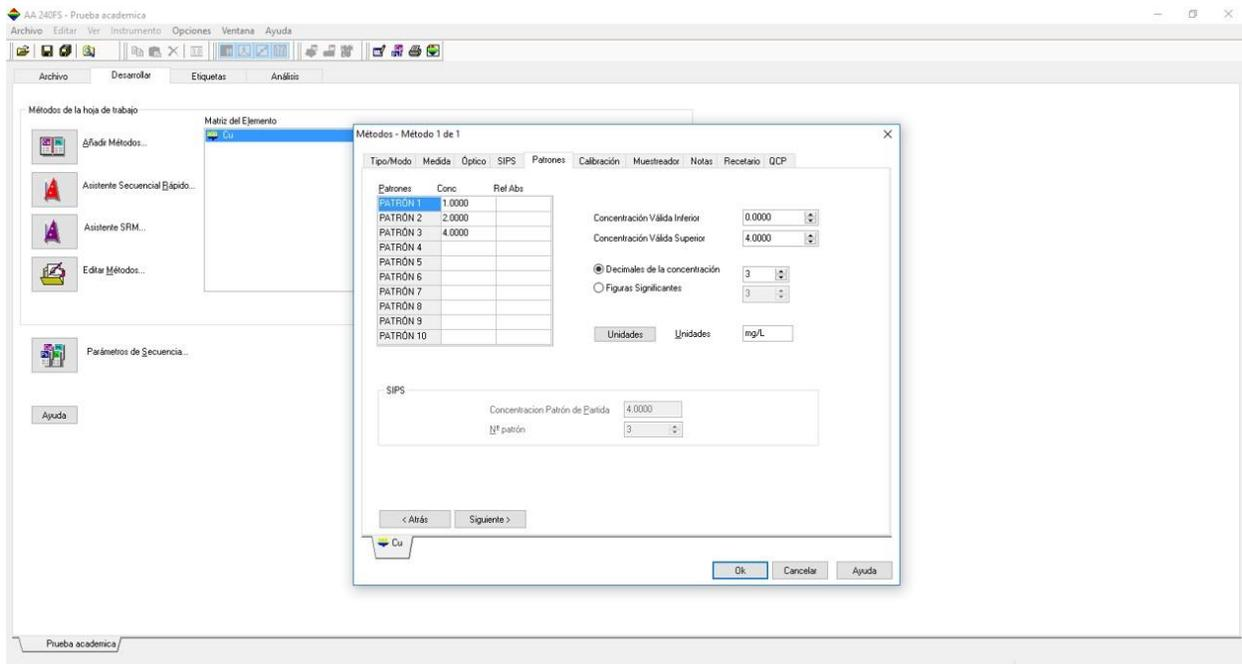 AA 240FS - Prueba academica
Archivo Editar Ver Instrumento Opciones Ventana Ayuda
Archivo Desarrollar Etiquetas Análisis
Métodos de la hoja de trabajo
Matriz del Elemento
Cu
Añadir Métodos...
Asistente Secuencial Rápido...
Asistente SRM...
Editar Métodos...
Parámetros de Secuencia...
Ayuda
Métodos - Método 1 de 1
Tipo/Modo Medida Óptico SIPS Patrones Calibración Muestreador Notas Recetario QCP
Patrones Conc Ref Abs
PATRÓN 1 1.0000
PATRÓN 2 2.0000
PATRÓN 3 4.0000
PATRÓN 4
PATRÓN 5
PATRÓN 6
PATRÓN 7
PATRÓN 8
PATRÓN 9
PATRÓN 10
Concentración Válida Inferior 0.0000
Concentración Válida Superior 4.0000
Decimales de la concentración 3
Figuras Significantes 3
Unidades Unidades mg/L
SIPS
Concentracion Patrón de Partida 4.0000
Nº patrón 3
< Atrás Siguiente >
Cu
Ok Cancelar Ayuda
Prueba academica